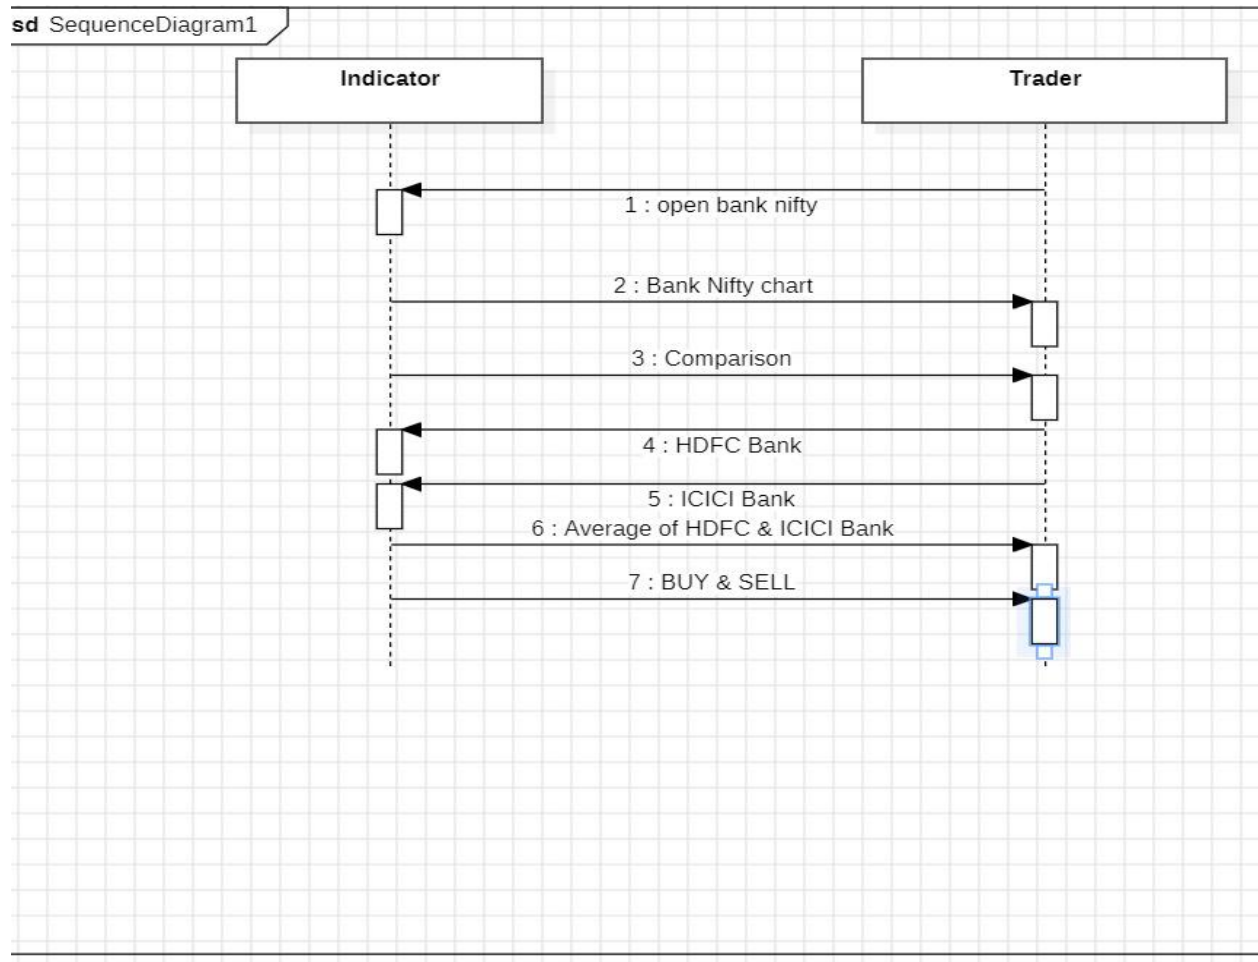 sd SequenceDiagram1
Indicator
Trader
1 : open bank nifty
2 : Bank Nifty chart
3 : Comparison
4 : HDFC Bank
5 : ICICI Bank
6 : Average of HDFC & ICICI Bank
7 : BUY & SELL